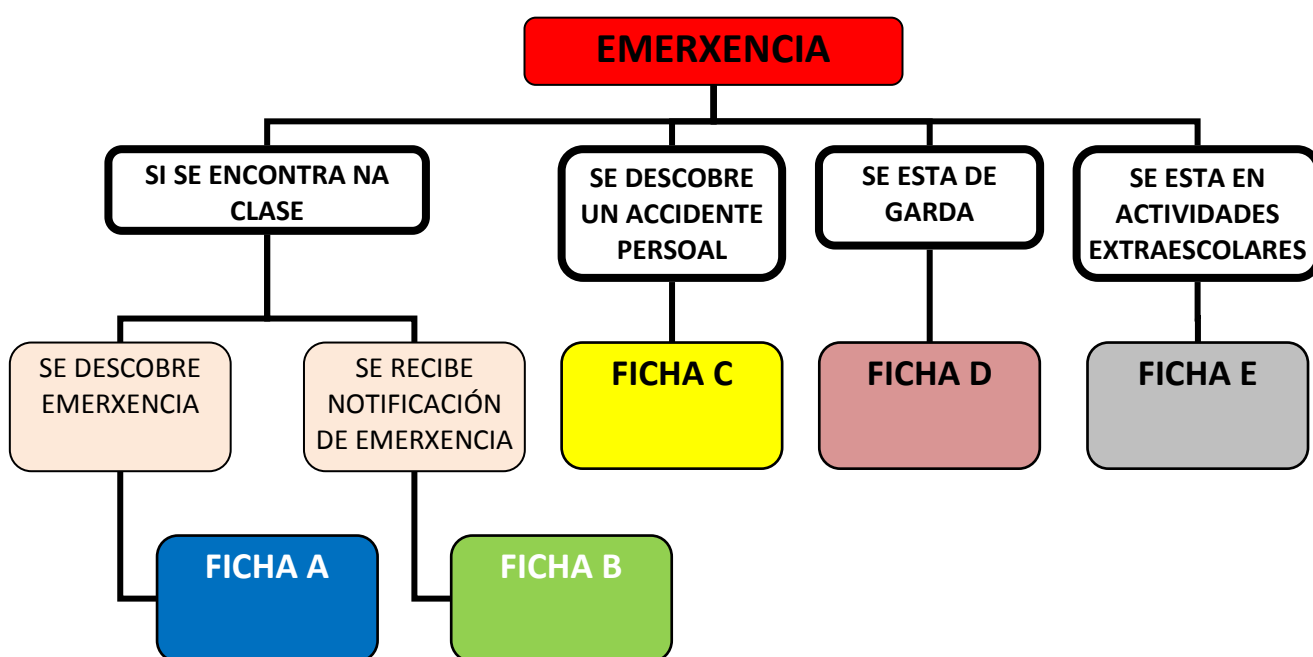 EMERXENCIA
SI SE ENCONTRA NA
CLASE
SE DESCOBRE
UN ACCIDENTE
PERSOAL
SE ESTA DE
GARDA
SE ESTA EN
ACTIVIDADES
EXTRAESCOLARES
SE DESCOBRE
EMERXENCIA
SE RECIBE
NOTIFICACIÓN
DE EMERXENCIA
FICHA C
FICHA D
FICHA E
FICHA A
FICHA B